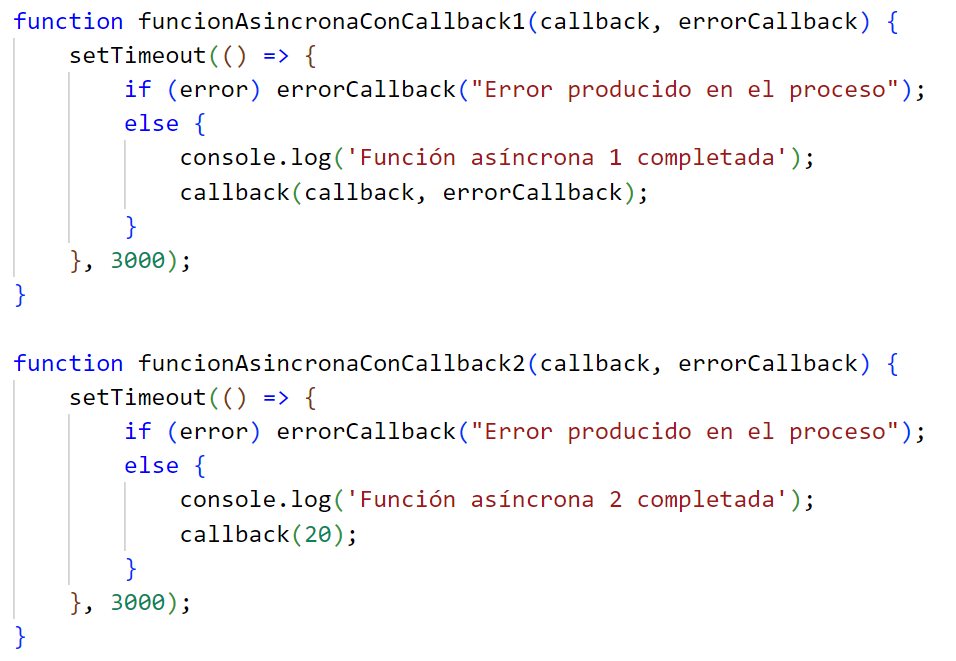 function funcionAsincronaConCallback1(callback, errorCallback) {
    setTimeout(() => {
        if (error) errorCallback("Error producido en el proceso");
        else {
            console.log('Función asíncrona 1 completada');
            callback(callback, errorCallback);
        }
    }, 3000);
}

function funcionAsincronaConCallback2(callback, errorCallback) {
    setTimeout(() => {
        if (error) errorCallback("Error producido en el proceso");
        else {
            console.log('Función asíncrona 2 completada');
            callback(20);
        }
    }, 3000);
}